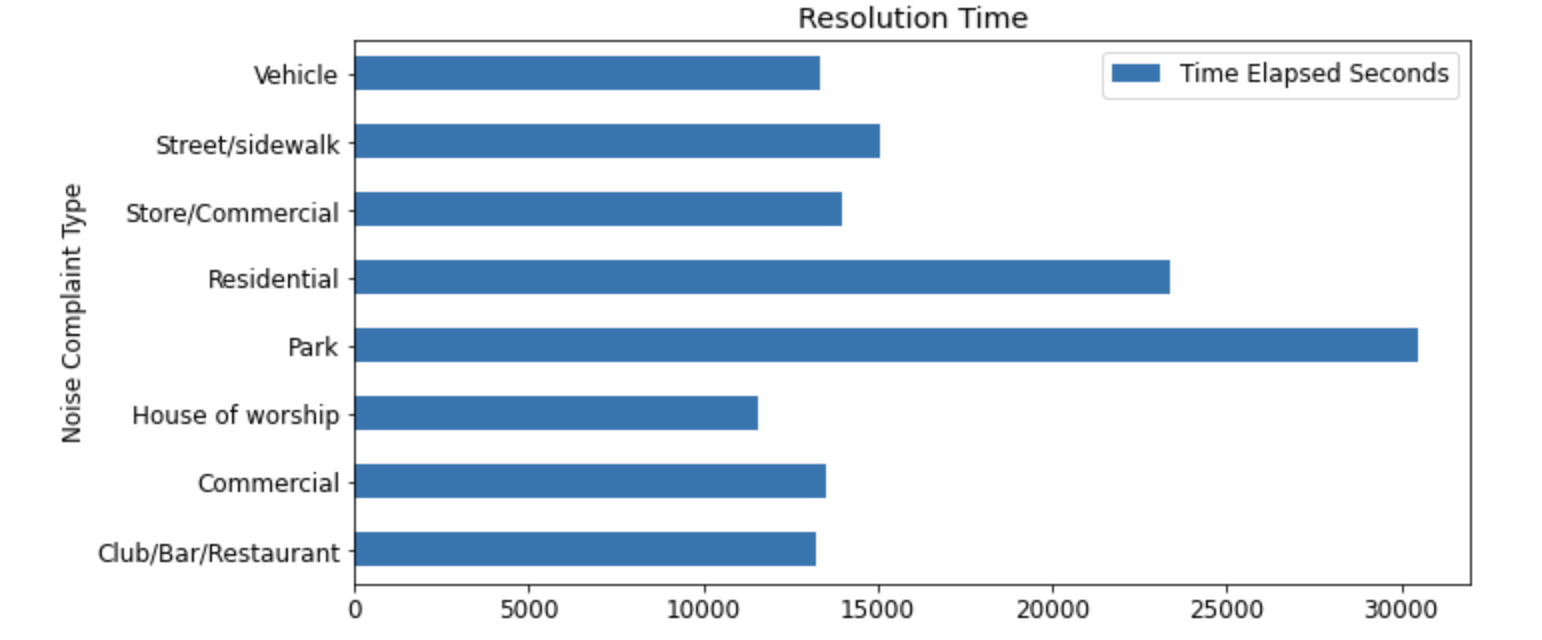 Resolution Time
Time Elapsed Seconds
Noise Complaint Type
Vehicle
Street/sidewalk
Store/Commercial
Residential
Park
House of worship
Commercial
Club/Bar/Restaurant
0 5000 10000 15000 20000 25000 30000